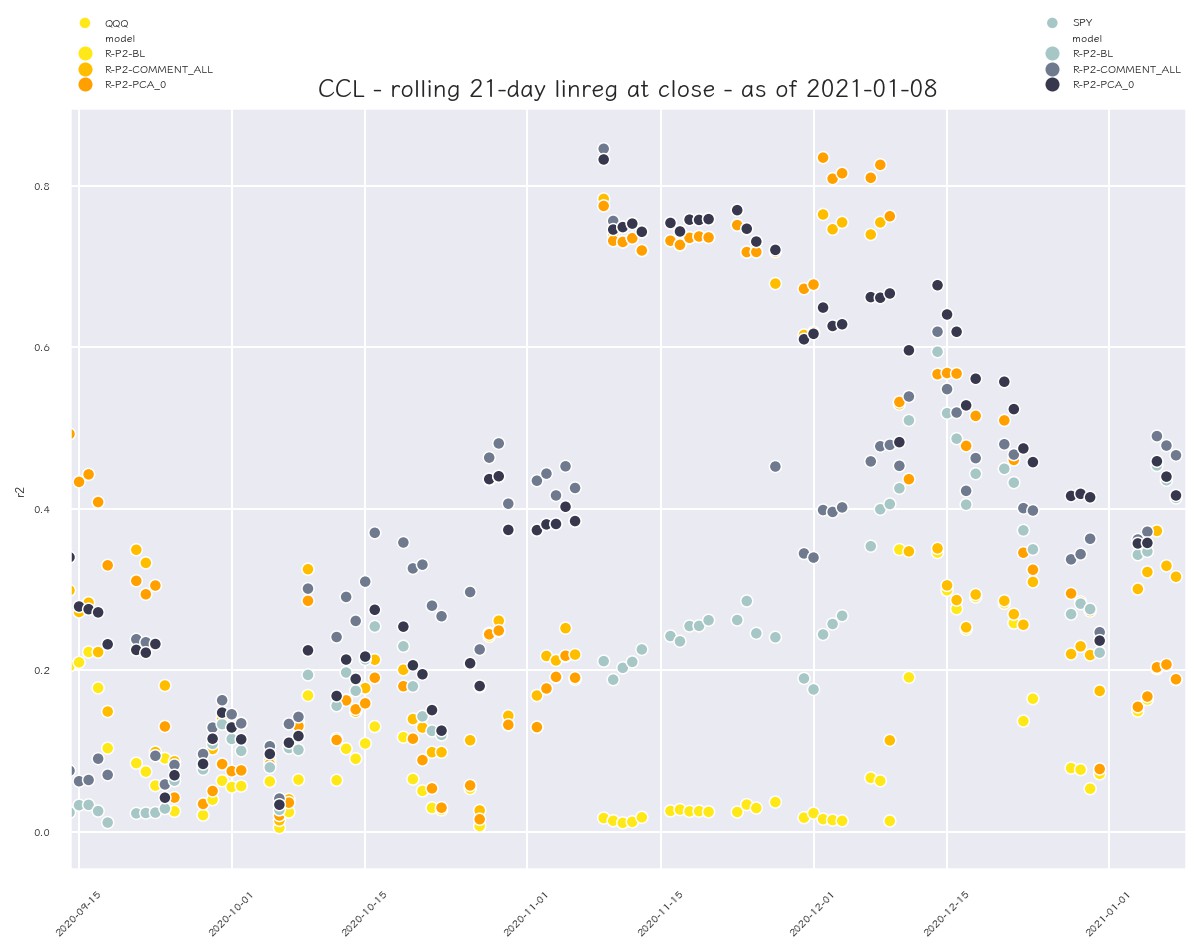 QQQ
model
R-P2-BL
R-P2-COMMENT_ALL
R-P2-PCA_0
SPY
model
R-P2-BL
R-P2-COMMENT_ALL
R-P2-PCA_0
CCL - rolling 21-day linreg at close - as of 2021-01-08
r2
0.8
0.6
0.4
0.2
0.0
2020-09-15
2020-10-01
2020-10-15
2020-11-01
2020-11-15
2020-12-01
2020-12-15
2021-01-01